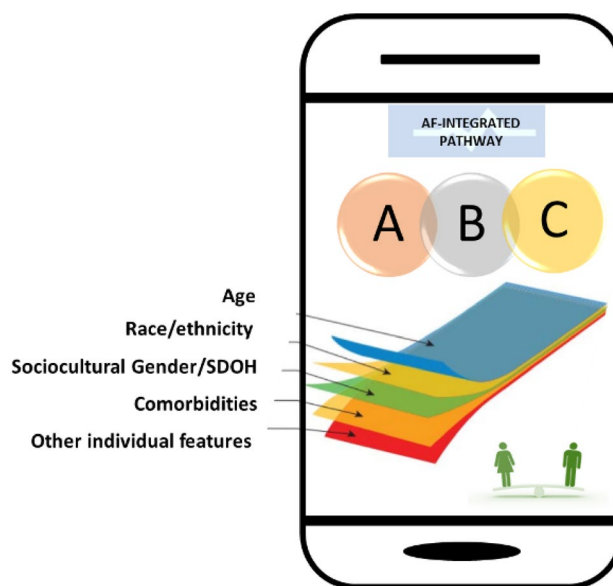 AF-INTEGRATED
PATHWAY
A B C
Age
Race/ethnicity
Sociocultural Gender/SDOH
Comorbidities
Other individual features